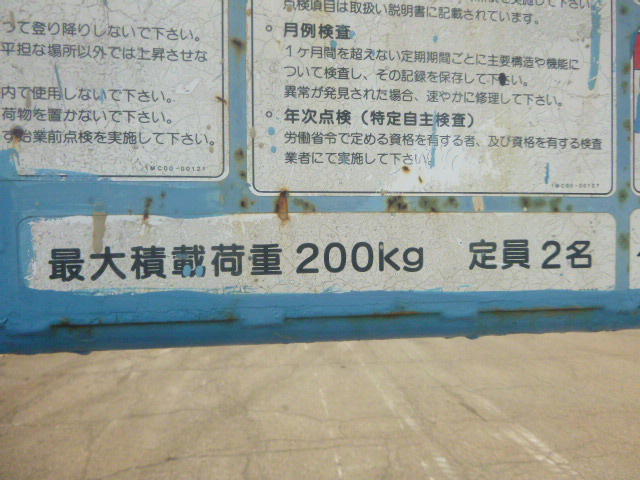 って登り降りしないで下さい。
平担な場所以外では上昇させな
内で使用しないで下さい。
荷物を置かないで下さい。
ず始業前点検を実施して下さい。
1MC00-00121
点検項目は取扱い説明書に記載されています。
月例検査
1ヶ月間を超えない定期期間ごとに主要構造や機能に
ついて検査し、その記録を保存して下さい。
異常が発見された場合、速やかに修理して下さい。
年次点検（特定自主検査）
労働省令で定める資格を有する者、及び資格を有する検査
業者にて実施して下さい。
1MC00-00127
最大積載荷重 200kg 定員 2名